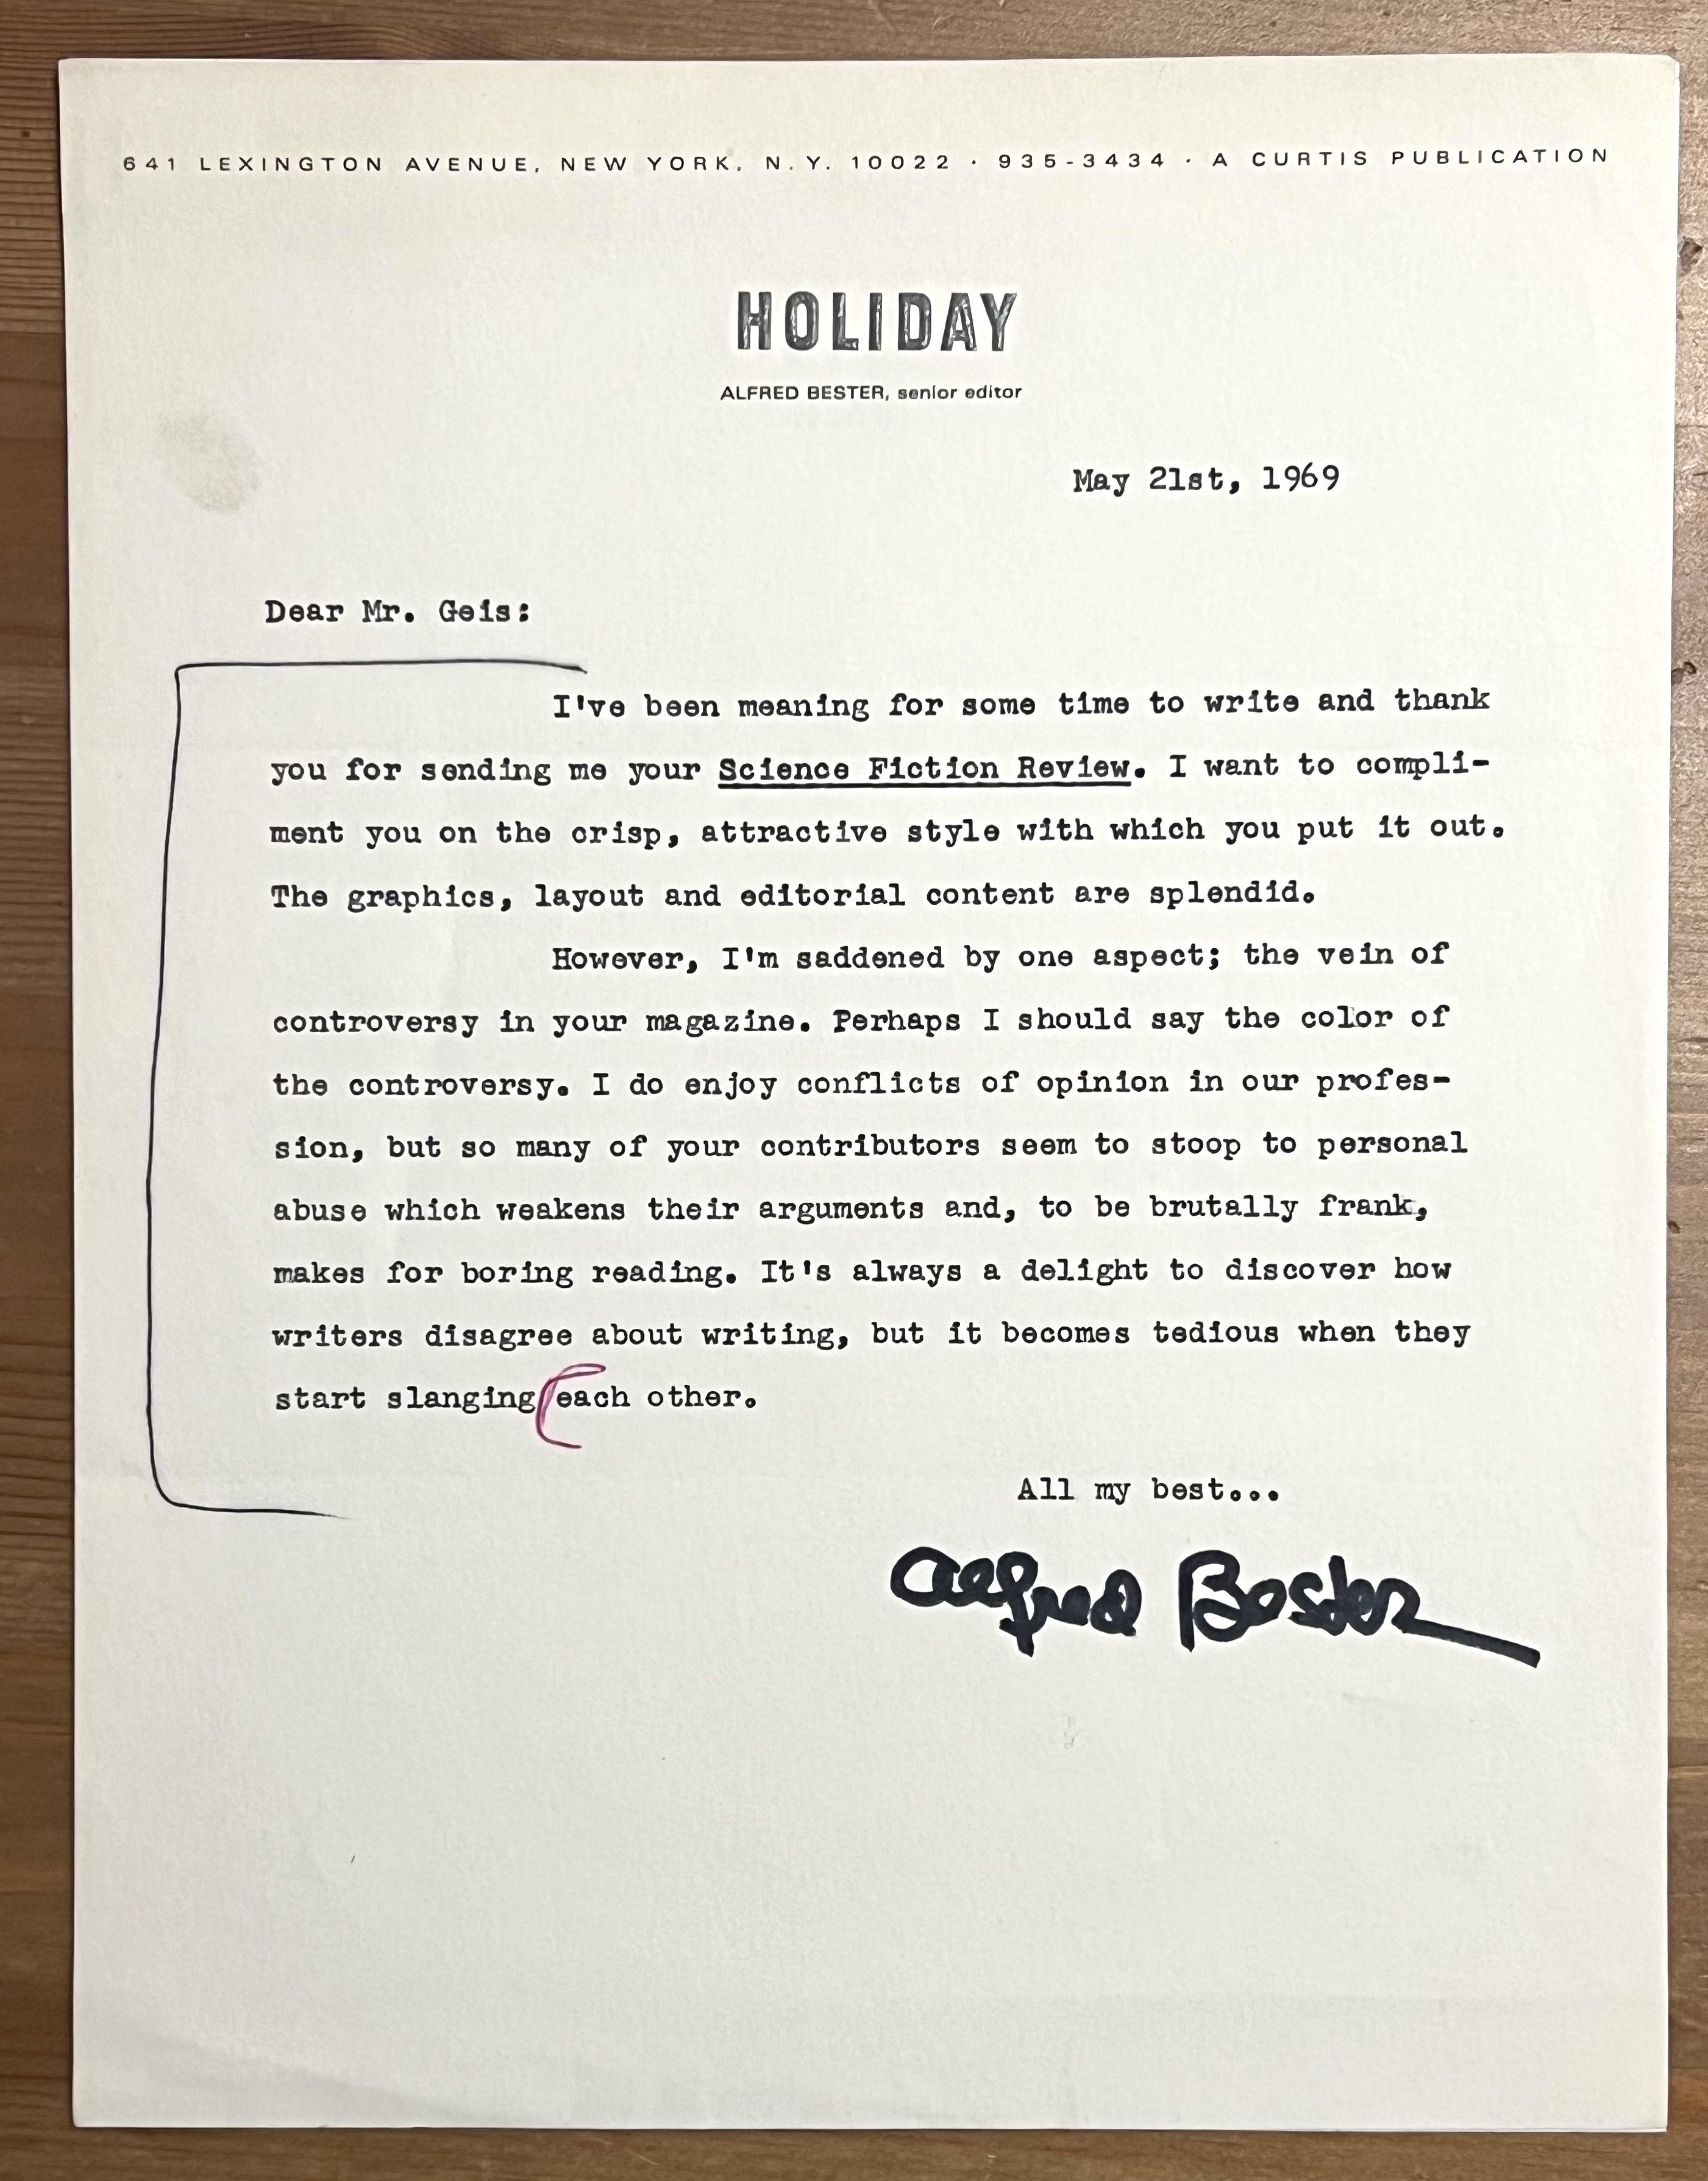 641 LEXINGTON AVENUE, NEW YORK, N.Y. 10022 · 935-3434 · A CURTIS PUBLICATION
HOLIDAY
ALFRED BESTER, senior editor
May 21st, 1969
Dear Mr. Geis:
I've been meaning for some time to write and thank
you for sending me your Science Fiction Review. I want to compli-
ment you on the crisp, attractive style with which you put it out.
The graphics, layout and editorial content are splendid.
However, I'm saddened by one aspect; the vein of
controversy in your magazine. Perhaps I should say the color of
the controversy. I do enjoy conflicts of opinion in our profes-
sion, but so many of your contributors seem to stoop to personal
abuse which weakens their arguments and, to be brutally frank,
makes for boring reading. It's always a delight to discover how
writers disagree about writing, but it becomes tedious when they
start slanging each other.
All my best...
Alfred Bester